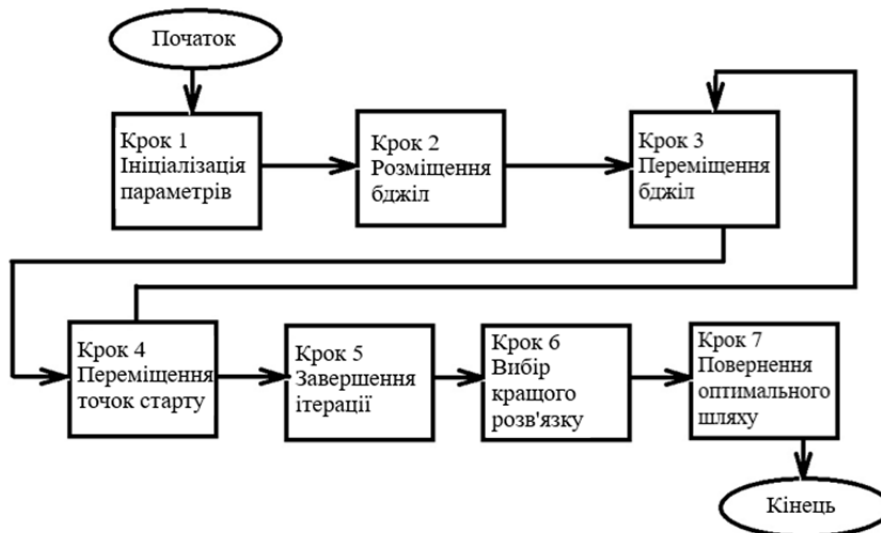 Початок
Крок 1
Ініціалізація
параметрів
Крок 2
Розміщення
бджіл
Крок 3
Переміщення
бджіл
Крок 4
Переміщення
точок старту
Крок 5
Завершення
ітерації
Крок 6
Вибір
кращого
розв'язку
Крок 7
Повернення
оптимального
шляху
Кінець